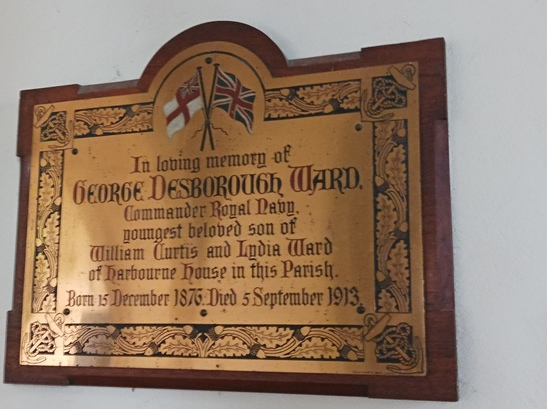 In loving memory of
GEORGE DESBOROUGH WARD,
Commander Royal Navy,
youngest beloved son of
William Curtis and Lydia Ward
of Harbourne House in this Parish.
Born 15 December 1876. Died 5 September 1913.